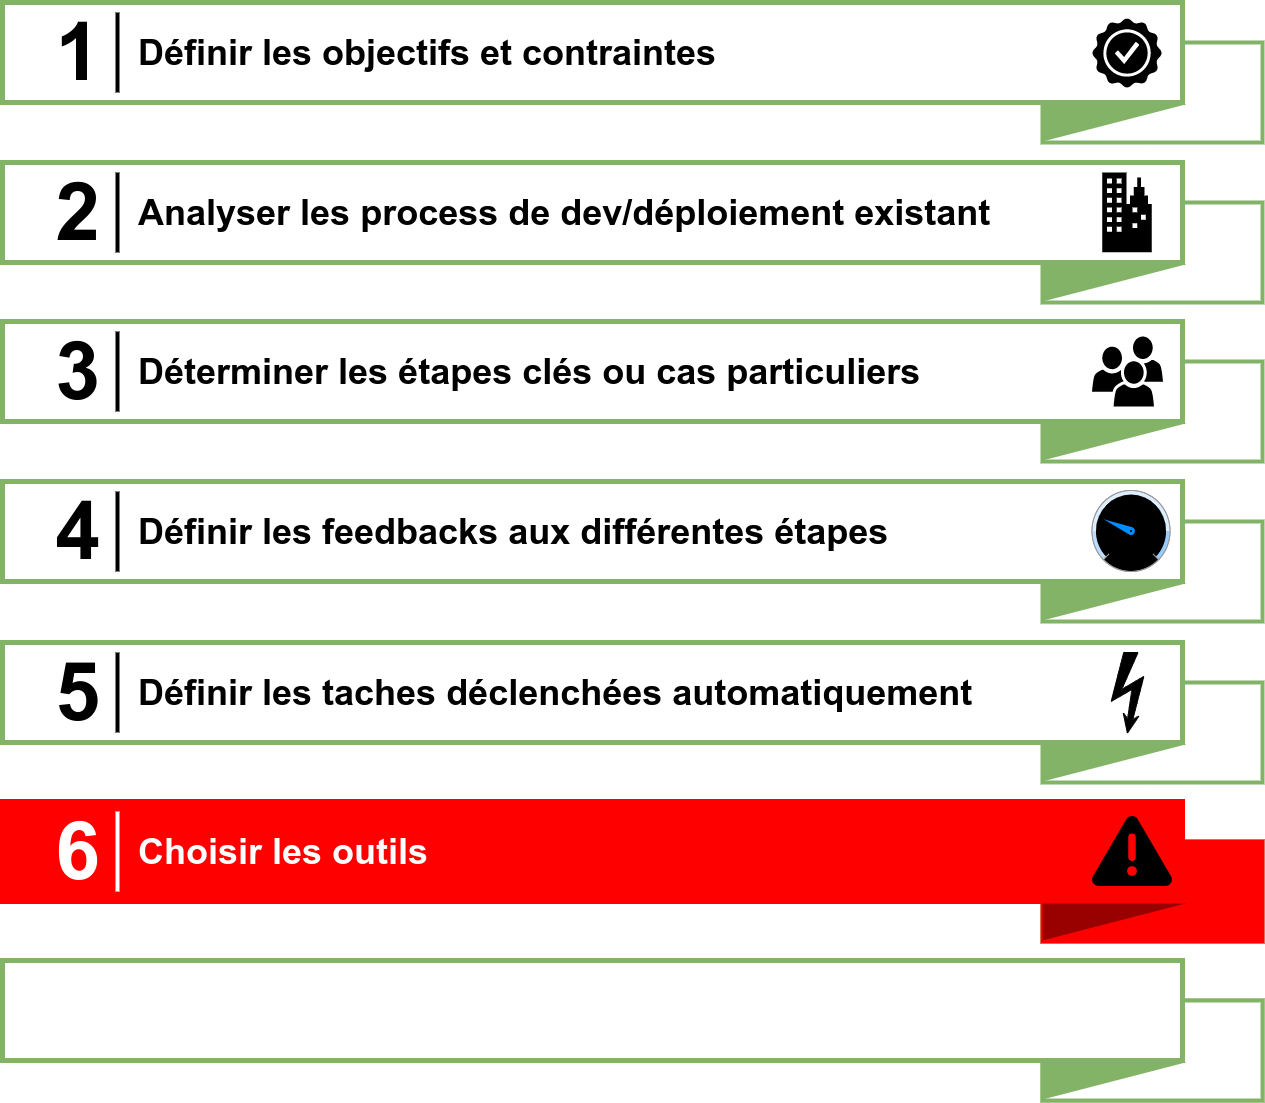 1 Définir les objectifs et contraintes
2 Analyser les process de dev/déploiement existant
3 Déterminer les étapes clés ou cas particuliers
4 Définir les feedbacks aux différentes étapes
5 Définir les taches déclenchées automatiquement
6 Choisir les outils